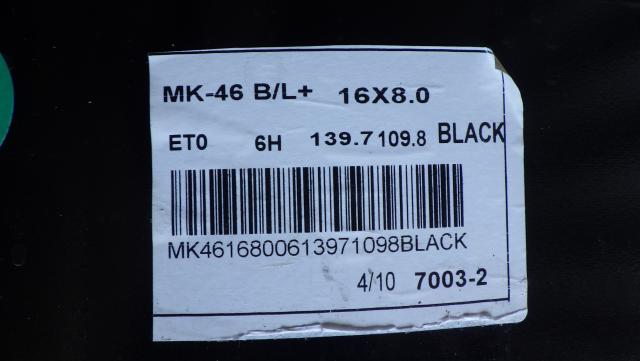 MK-46 B/L+ 16X8.0
ET0 6H 139.7 109.8 BLACK
MK4616800613971098BLACK
4/10 7003-2